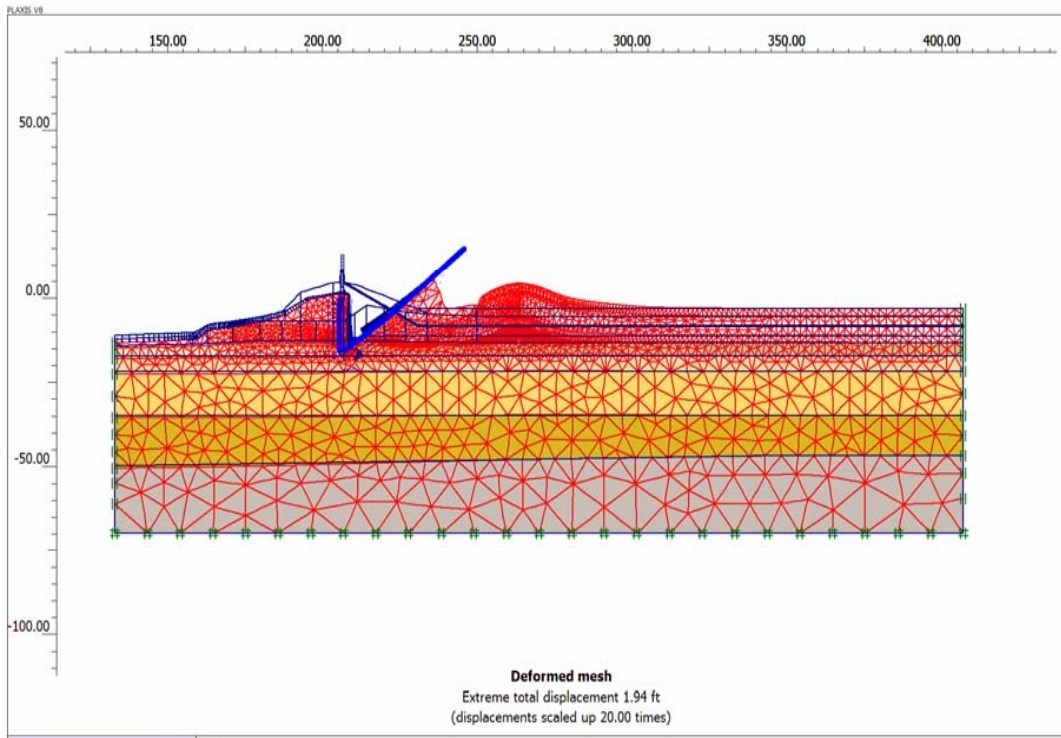 PLAXIS V8
150.00 200.00 250.00 300.00 350.00 400.00
50.00
0.00
-50.00
-100.00
Deformed mesh
Extreme total displacement 1.94 ft
(displacements scaled up 20.00 times)